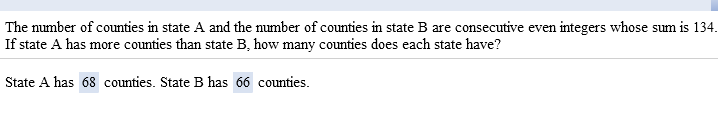 The number of counties in state A and the number of counties in state B are consecutive even integers whose sum is 134.
If state A has more counties than state B, how many counties does each state have?
State A has 68 counties. State B has 66 counties.